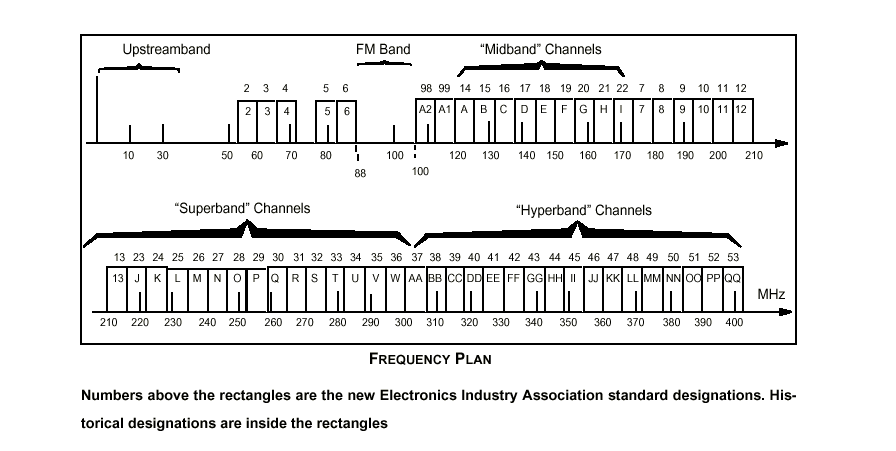 Upstreamband FM Band “Midband” Channels
2 3 4 5 6 98 99 14 15 16 17 18 19 20 21 22 7 8 9 10 11 12
2 3 4 5 6 A2 A1 A B C D E F G H I 7 8 9 10 11 12
10 30 50 60 70 80 100 120 130 140 150 160 170 180 190 200 210
88 100
“Superband” Channels “Hyperband” Channels
13 23 24 25 26 27 28 29 30 31 32 33 34 35 36 37 38 39 40 41 42 43 44 45 46 47 48 49 50 51 52 53
13 J K L M N O P Q R S T U V W AA BB CC DD EE FF GG HH II JJ KK LL MM NN OO PP QQ
MHz
210 220 230 240 250 260 270 280 290 300 310 320 330 340 350 360 370 380 390 400
FREQUENCY PLAN
Numbers above the rectangles are the new Electronics Industry Association standard designations. His-
torical designations are inside the rectangles